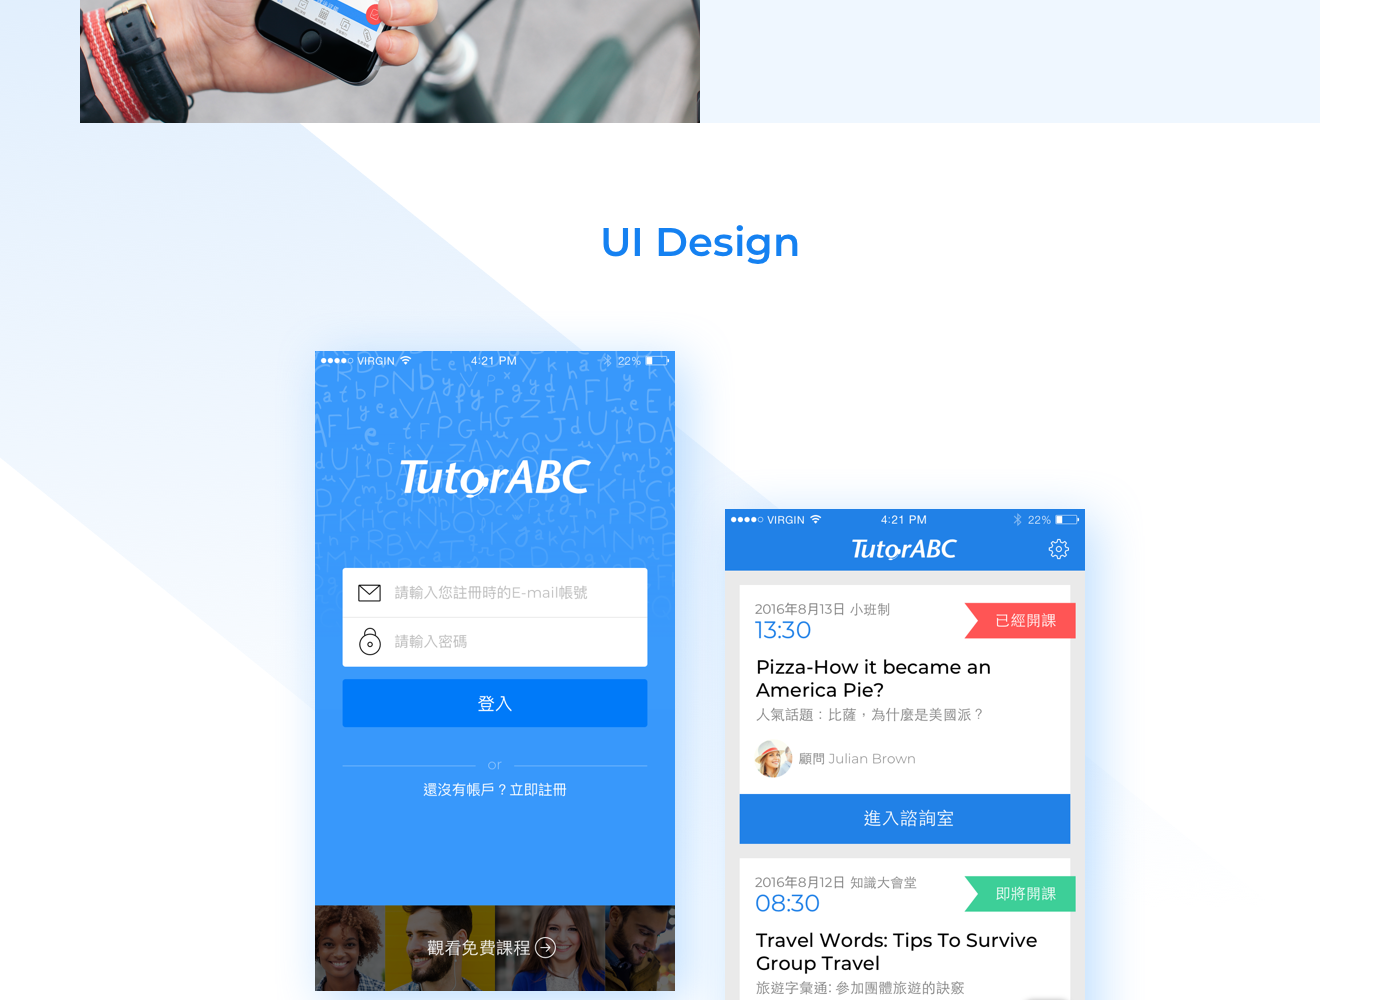 UI Design
VIRGIN
4:21 PM
22%
TutorABC
請輸入您註冊時的E-mail帳號
請輸入密碼
登入
or
還沒有帳戶？立即註冊
觀看免費課程
VIRGIN
4:21 PM
22%
TutorABC
2016年8月13日 小班制
13:30
已經開課
Pizza-How it became an
America Pie?
人氣話題：比薩，為什麼是美國派？
顧問 Julian Brown
進入諮詢室
2016年8月12日 知識大會堂
08:30
即將開課
Travel Words: Tips To Survive
Group Travel
旅遊字彙通: 參加團體旅遊的訣竅